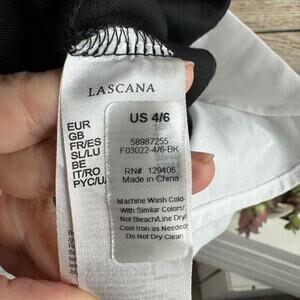 LASCANA
EUR
GB
FR/ES
SL/LU
BE
IT/RO
PYC/U
US 4/6
58987255
F03022-4/6-BK
RN#: 129406
Made in China
Machine Wash Cold-
With Similar Colors/
Not Bleach/Line Dry/
Cool Iron as Needed/
Do Not Dry Clean